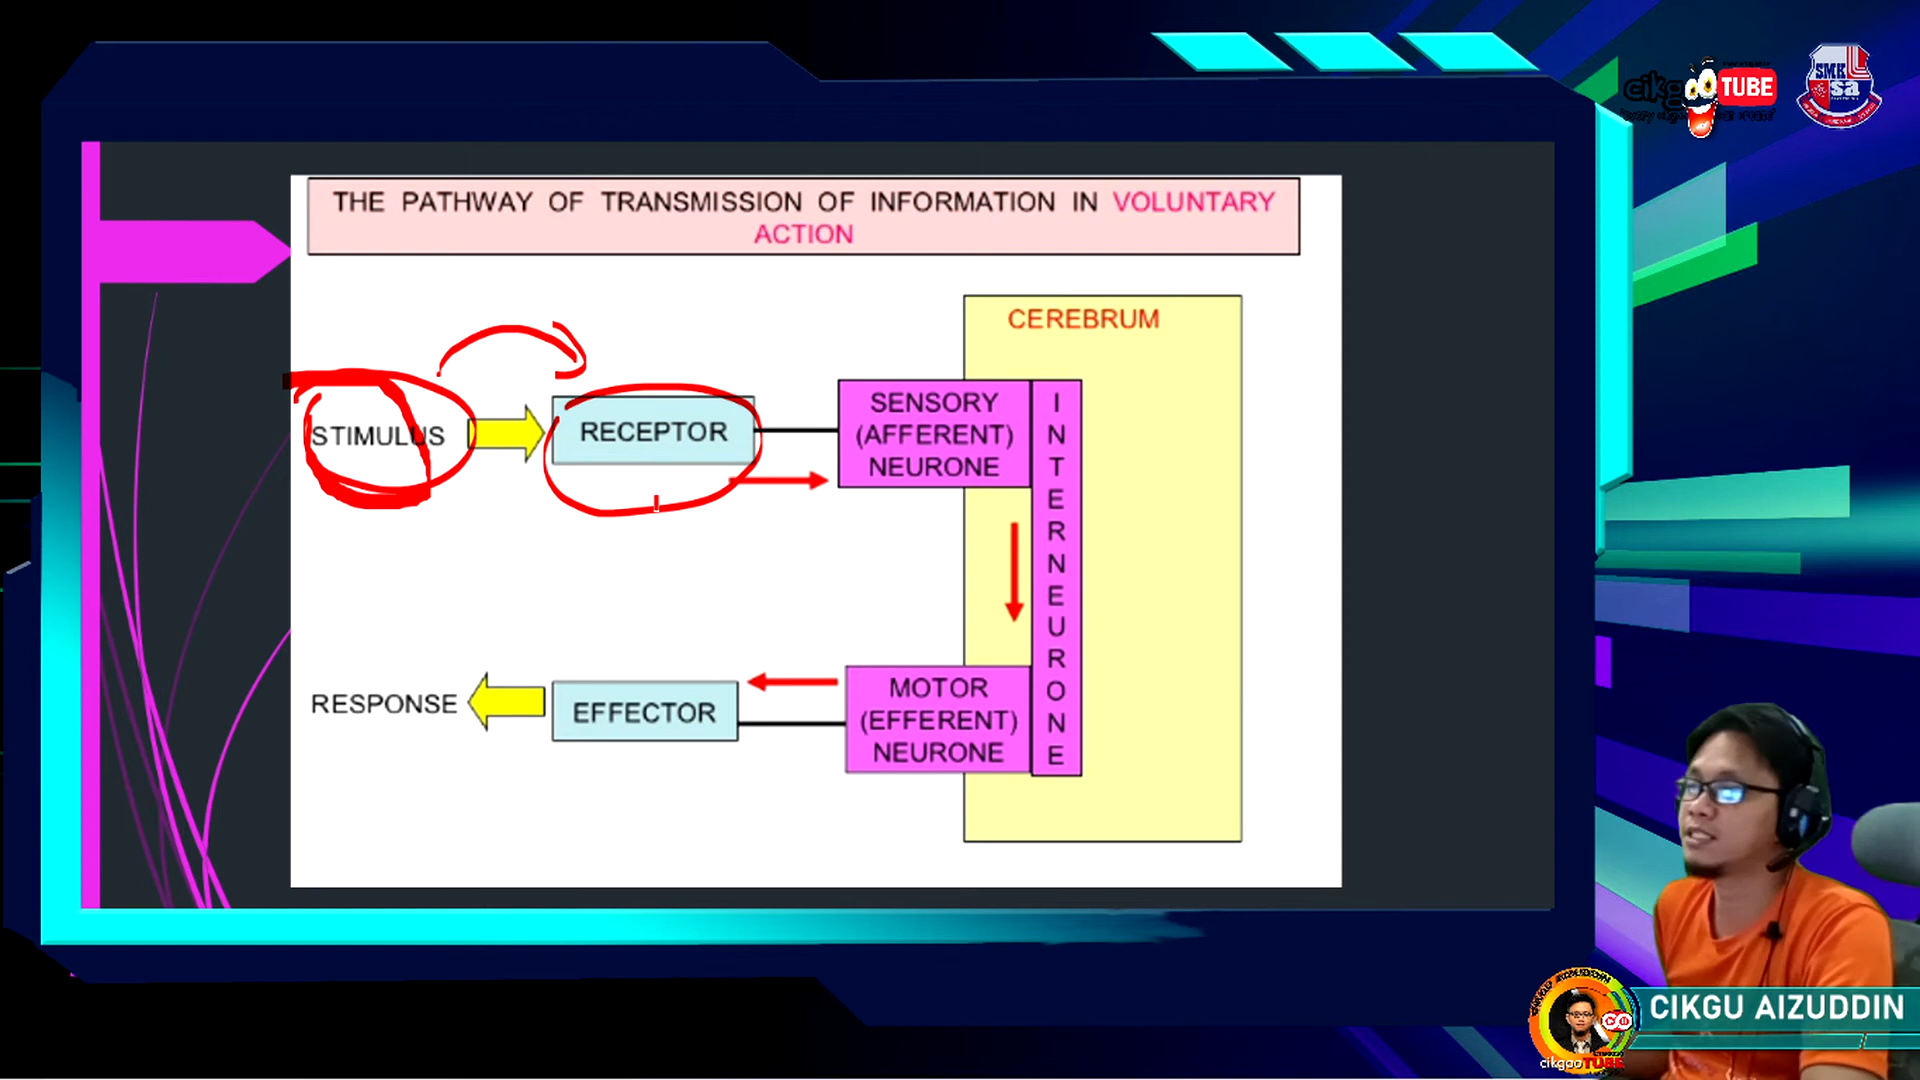 TUBE
SMK
sa
THE PATHWAY OF TRANSMISSION OF INFORMATION IN VOLUNTARY
ACTION
CEREBRUM
STIMULUS
RECEPTOR
SENSORY
(AFFERENT)
NEURONE
INTERNEURONE
RESPONSE
EFFECTOR
MOTOR
(EFFERENT)
NEURONE
CIKGU AIZUDDIN
cikgooTUBE